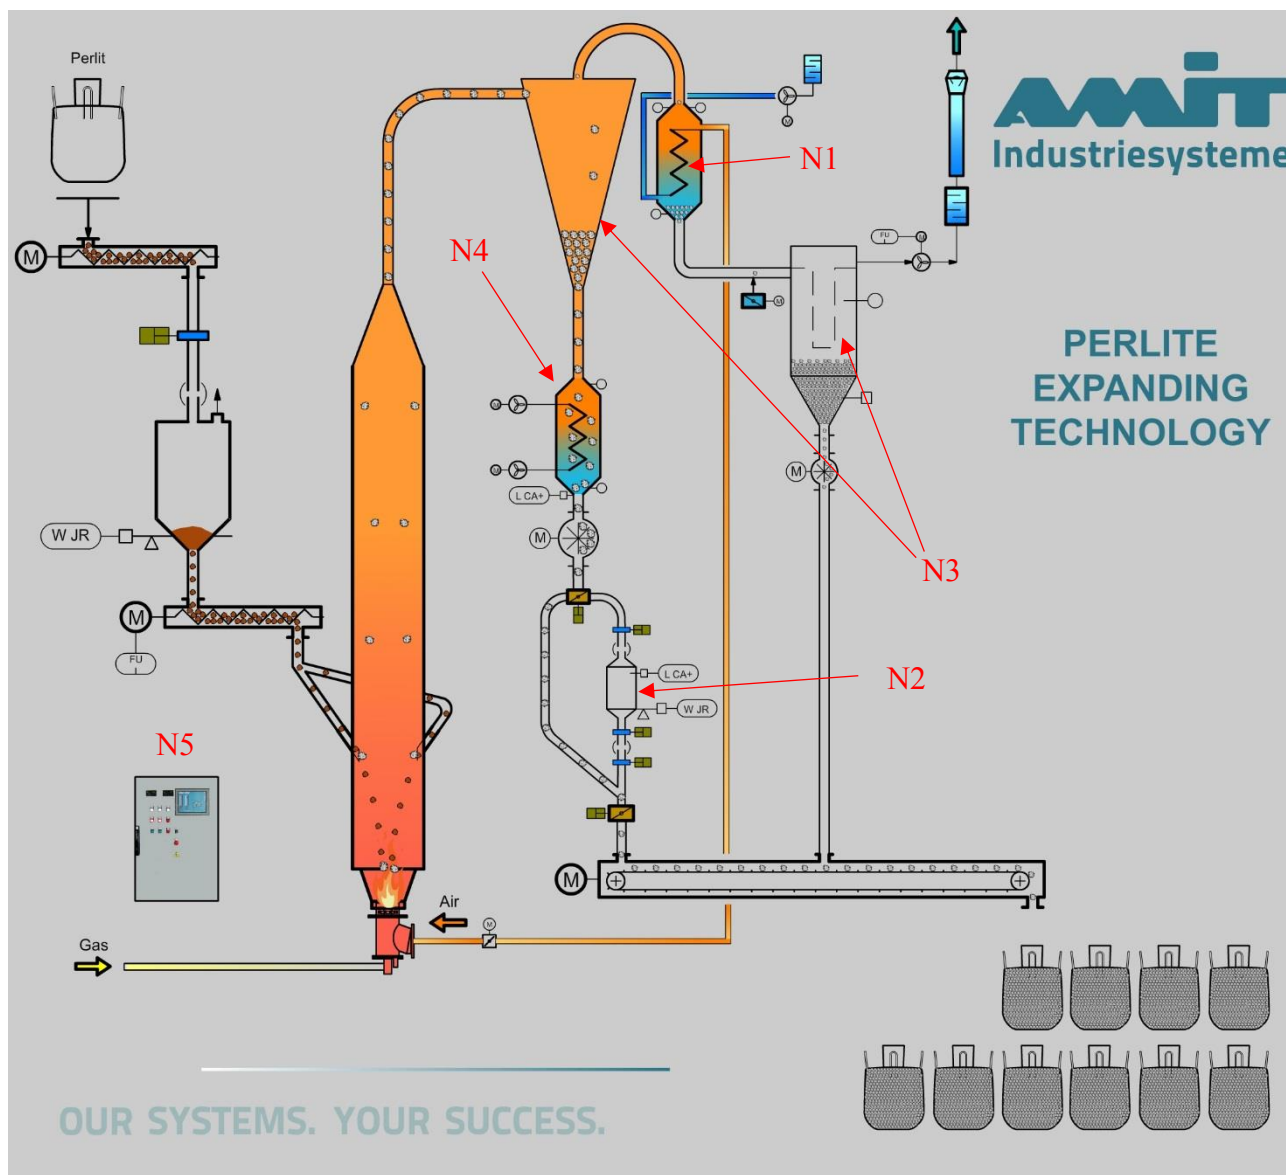 Perlit
AMiT
Industriesysteme
N1
M
FU
M
M
N4
M
PERLITE
EXPANDING
TECHNOLOGY
M
M
M
L CA+
W JR
M
N3
M
FU
L CA+
N2
W JR
N5
M
Air
M
Gas
OUR SYSTEMS. YOUR SUCCESS.